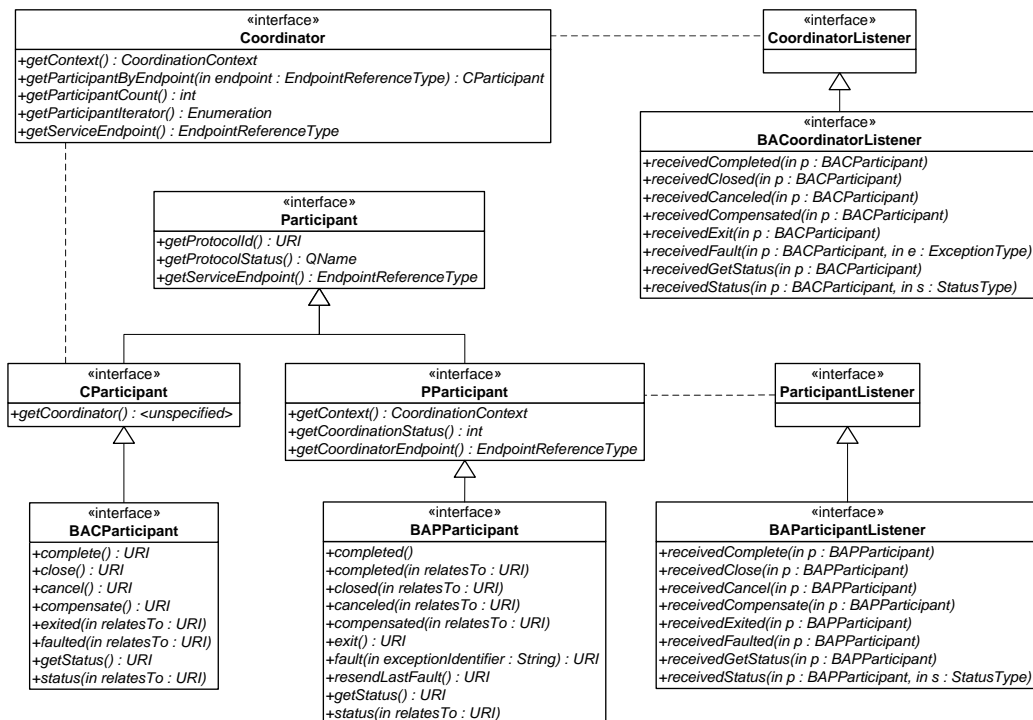 «interface»
Coordinator
+getContext() : CoordinationContext
+getParticipantByEndpoint(in endpoint : EndpointReferenceType) : CParticipant
+getParticipantCount() : int
+getParticipantIterator() : Enumeration
+getServiceEndpoint() : EndpointReferenceType
«interface»
CoordinatorListener
«interface»
BACoordinatorListener
+receivedCompleted(in p : BACParticipant)
+receivedClosed(in p : BACParticipant)
+receivedCanceled(in p : BACParticipant)
+receivedCompensated(in p : BACParticipant)
+receivedExit(in p : BACParticipant)
+receivedFault(in p : BACParticipant, in e : ExceptionType)
+receivedGetStatus(in p : BACParticipant)
+receivedStatus(in p : BACParticipant, in s : StatusType)
«interface»
Participant
+getProtocolId() : URI
+getProtocolStatus() : QName
+getServiceEndpoint() : EndpointReferenceType
«interface»
CParticipant
+getCoordinator() : <unspecified>
«interface»
PParticipant
+getContext() : CoordinationContext
+getCoordinationStatus() : int
+getCoordinatorEndpoint() : EndpointReferenceType
«interface»
ParticipantListener
«interface»
BACParticipant
+complete() : URI
+close() : URI
+cancel() : URI
+compensate() : URI
+exited(in relatesTo : URI)
+faulted(in relatesTo : URI)
+getStatus() : URI
+status(in relatesTo : URI)
«interface»
BAPParticipant
+completed()
+completed(in relatesTo : URI)
+closed(in relatesTo : URI)
+canceled(in relatesTo : URI)
+compensated(in relatesTo : URI)
+exit() : URI
+fault(in exceptionIdentifier : String) : URI
+resendLastFault() : URI
+getStatus() : URI
+status(in relatesTo : URI)
«interface»
BAParticipantListener
+receivedComplete(in p : BAPParticipant)
+receivedClose(in p : BAPParticipant)
+receivedCancel(in p : BAPParticipant)
+receivedCompensate(in p : BAPParticipant)
+receivedExited(in p : BAPParticipant)
+receivedFaulted(in p : BAPParticipant)
+receivedGetStatus(in p : BAPParticipant)
+receivedStatus(in p : BAPParticipant, in s : StatusType)